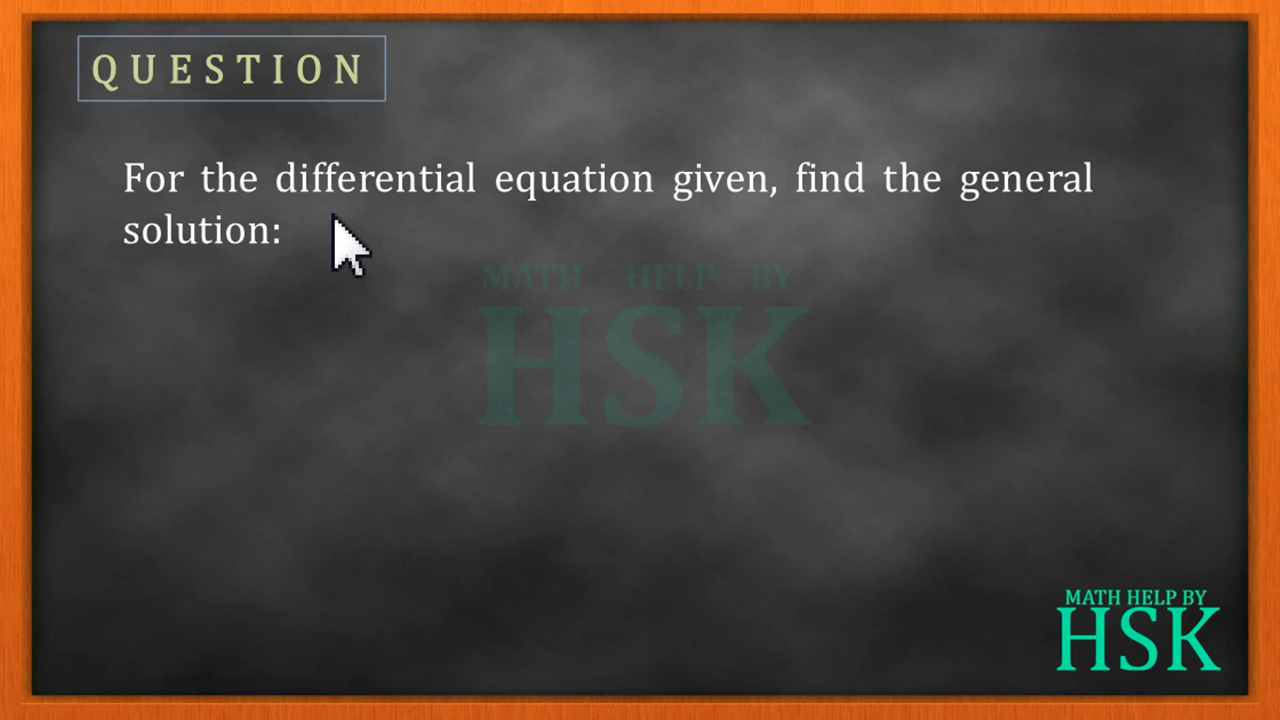 QUESTION
For the differential equation given, find the general
solution:
MATH HELP BY
HSK
MATH HELP BY
HSK